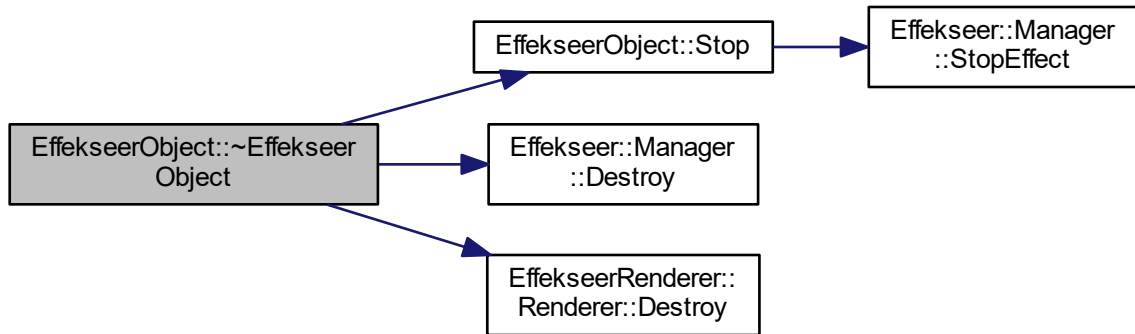 EffekseerObject::~Effekseer
Object
EffekseerObject::Stop
Effekseer::Manager
::StopEffect
Effekseer::Manager
::Destroy
EffekseerRenderer::
Renderer::Destroy